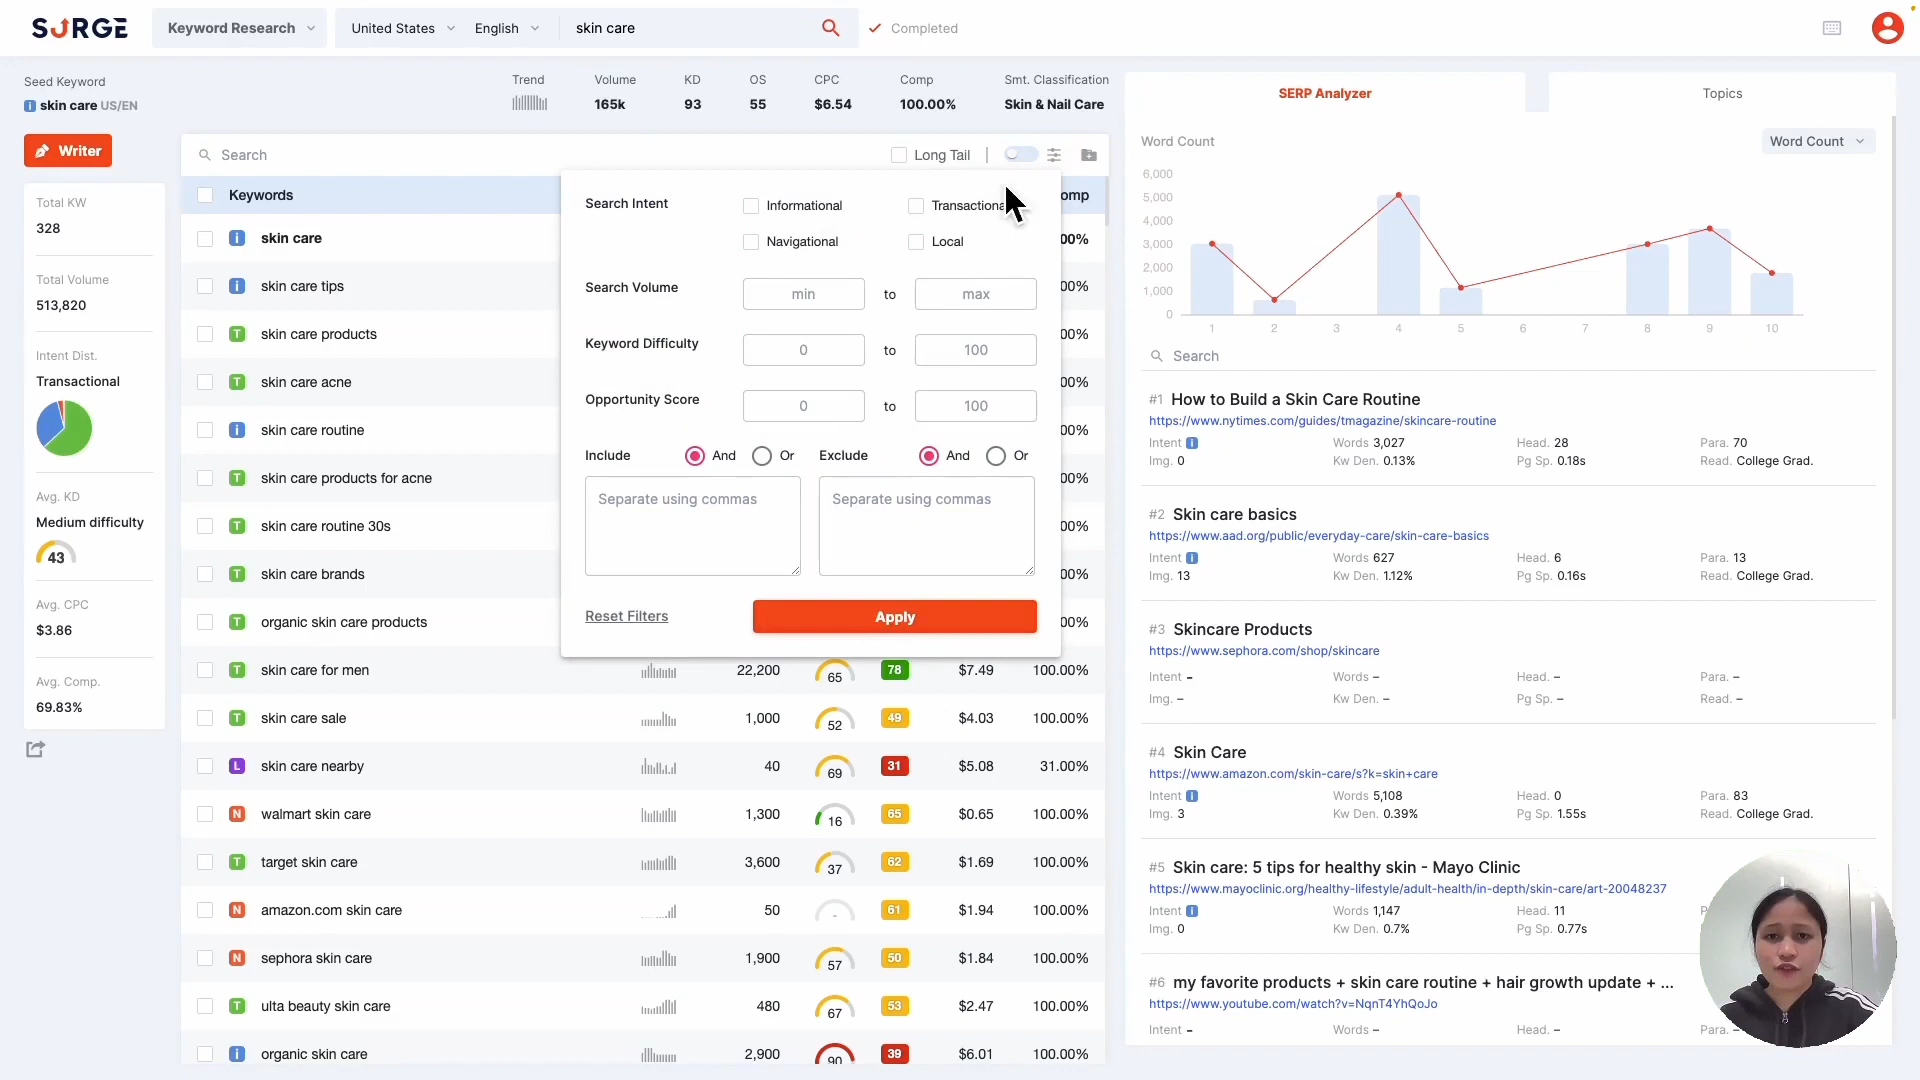 SURGE
Keyword Research
United States
English
skin care
Completed
Seed Keyword
i skin care US/EN
Trend
Volume
165k
KD
93
OS
55
CPC
$6.54
Comp
100.00%
Smt. Classification
Skin & Nail Care
Writer
Total KW
328
Total Volume
513,820
Intent Dist.
Transactional
Avg. KD
Medium difficulty
43
Avg. CPC
$3.86
Avg. Comp.
69.83%
Search
Long Tail
Keywords
omp
i skin care 00%
i skin care tips 00%
T skin care products 00%
T skin care acne 00%
i skin care routine 00%
T skin care products for acne 00%
T skin care routine 30s 00%
T skin care brands 00%
T organic skin care products 00%
T skin care for men 22,200 65 78 $7.49 100.00%
T skin care sale 1,000 52 49 $4.03 100.00%
L skin care nearby 40 69 31 $5.08 31.00%
N walmart skin care 1,300 16 65 $0.65 100.00%
T target skin care 3,600 37 62 $1.69 100.00%
N amazon.com skin care 50 - 61 $1.94 100.00%
N sephora skin care 1,900 57 50 $1.84 100.00%
T ulta beauty skin care 480 67 53 $2.47 100.00%
i organic skin care 2,900 90 39 $6.01 100.00%
Search Intent
Informational
Transactiona
Navigational
Local
Search Volume
min to max
Keyword Difficulty
0 to 100
Opportunity Score
0 to 100
Include And Or
Exclude And Or
Separate using commas
Separate using commas
Reset Filters
Apply
SERP Analyzer
Topics
Word Count
Word Count
6,000
5,000
4,000
3,000
2,000
1,000
0
1 2 3 4 5 6 7 8 9 10
Search
#1 How to Build a Skin Care Routine
https://www.nytimes.com/guides/tmagazine/skincare-routine
Intent i Words 3,027 Head. 28 Para. 70
Img. 0 Kw Den. 0.13% Pg Sp. 0.18s Read. College Grad.
#2 Skin care basics
https://www.aad.org/public/everyday-care/skin-care-basics
Intent i Words 627 Head. 6 Para. 13
Img. 13 Kw Den. 1.12% Pg Sp. 0.16s Read. College Grad.
#3 Skincare Products
https://www.sephora.com/shop/skincare
Intent – Words – Head. – Para. –
Img. – Kw Den. – Pg Sp. – Read. –
#4 Skin Care
https://www.amazon.com/skin-care/s?k=skin+care
Intent i Words 5,108 Head. 0 Para. 83
Img. 3 Kw Den. 0.39% Pg Sp. 1.55s Read. College Grad.
#5 Skin care: 5 tips for healthy skin - Mayo Clinic
https://www.mayoclinic.org/healthy-lifestyle/adult-health/in-depth/skin-care/art-20048237
Intent i Words 1,147 Head. 11 P
Img. 0 Kw Den. 0.7% Pg Sp. 0.77s
#6 my favorite products + skin care routine + hair growth update + ...
https://www.youtube.com/watch?v=NqnT4YhQoJo
Intent – Words – Head. – Para. –